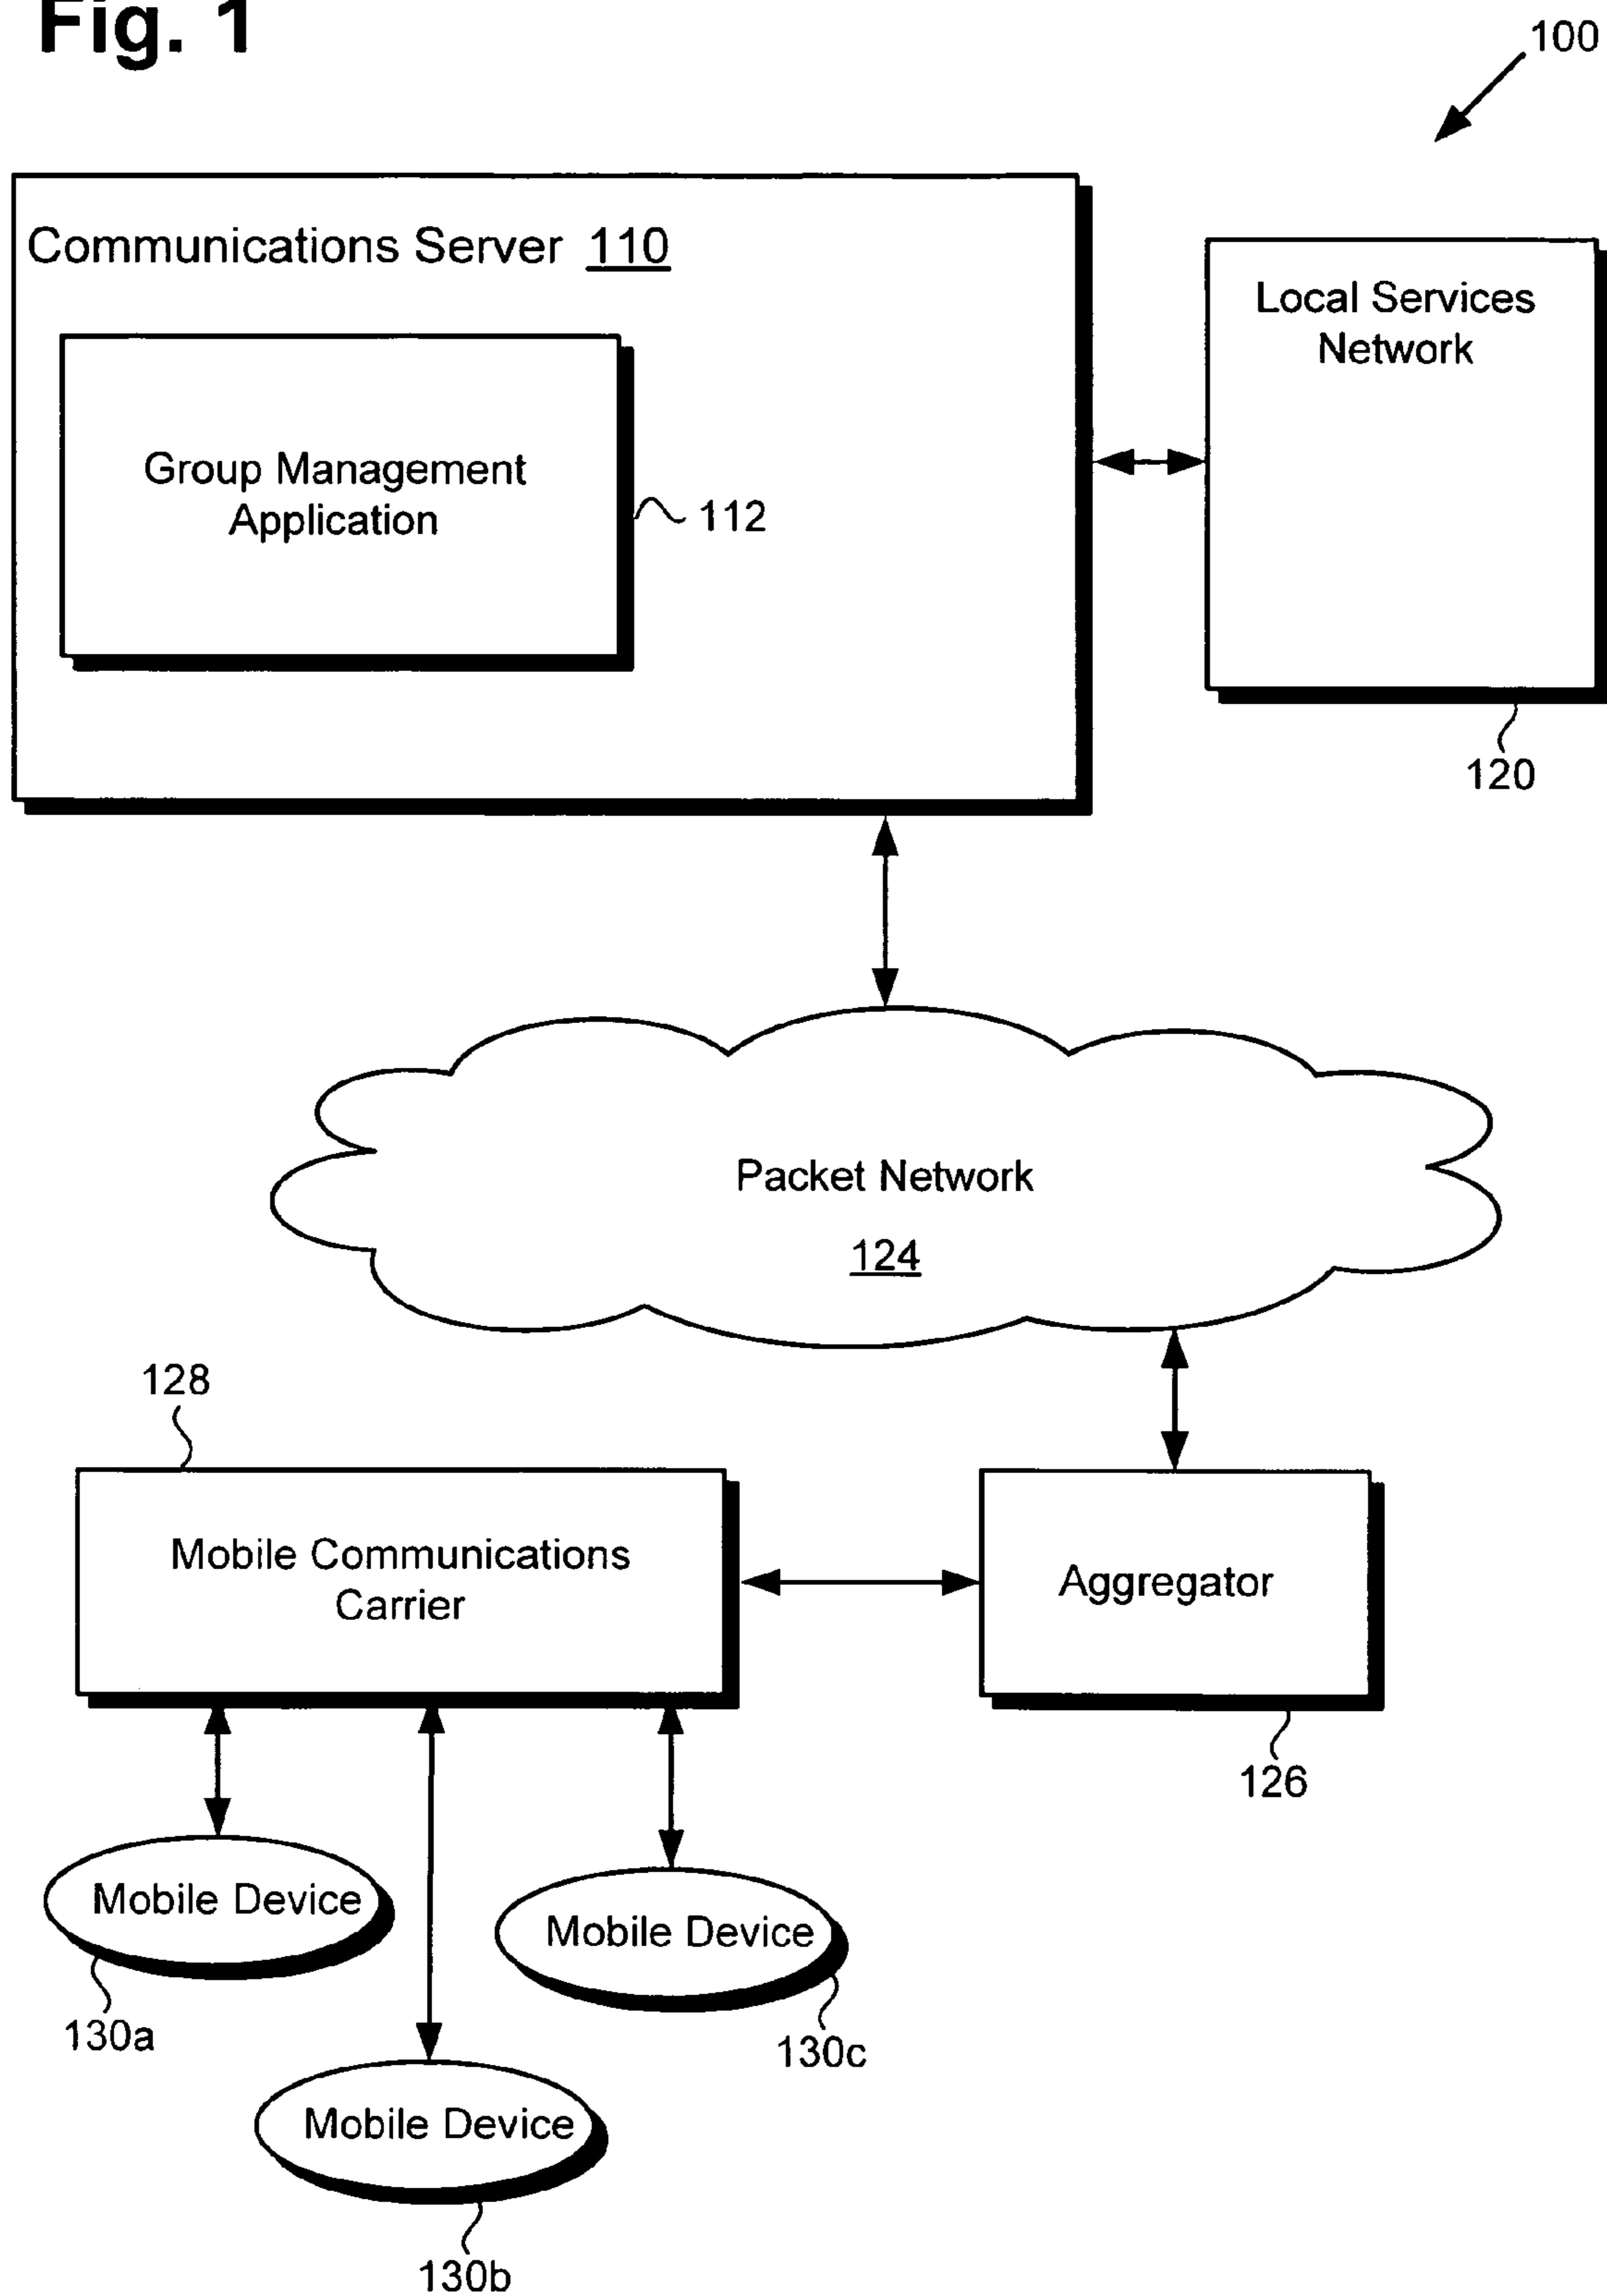 Fig. 1
100
Communications Server 110
Local Services
Network
Group Management
Application
112
120
Packet Network
124
128
Mobile Communications
Carrier
Aggregator
126
Mobile Device
Mobile Device
130a
130c
Mobile Device
130b